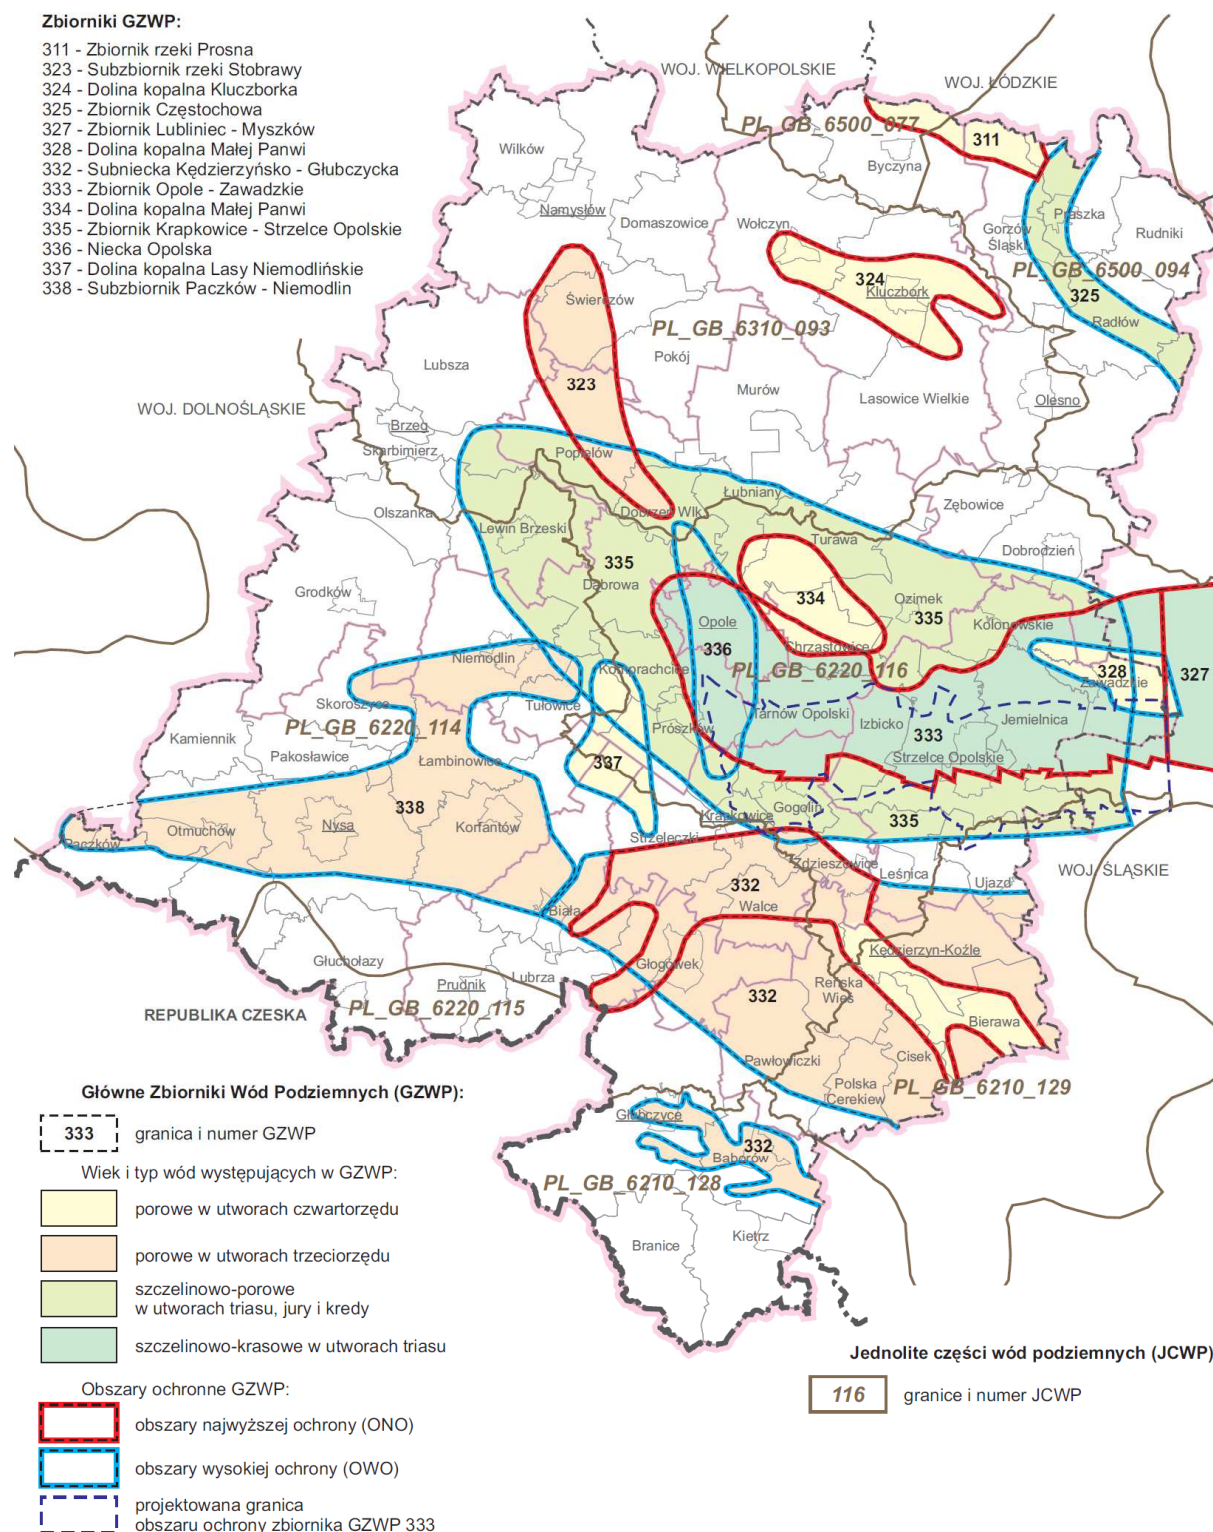 Zbiorniki GZWP:
311 - Zbiornik rzeki Prosna
323 - Subzbiornik rzeki Stobrawy
324 - Dolina kopalna Kluczborka
325 - Zbiornik Częstochowa
327 - Zbiornik Lubliniec - Myszków
328 - Dolina kopalna Małej Panwi
332 - Subniecka Kędzierzyńsko - Głubczycka
333 - Zbiornik Opole - Zawadzkie
334 - Dolina kopalna Małej Panwi
335 - Zbiornik Krapkowice - Strzelce Opolskie
336 - Niecka Opolska
337 - Dolina kopalna Lasy Niemodlińskie
338 - Subzbiornik Paczków - Niemodlin
WOJ. WIELKOPOLSKIE
WOJ. ŁÓDZKIE
PL_GB_6500_077
311
Wilków
Byczyna
Namysłów
Domaszowice
Wołczyn
Praszka
Gorzów
Śląski
Rudniki
PL_GB_6500_094
324
Kluczbork
325
Świerczów
Radłów
PL_GB_6310_093
Pokój
Lubsza
323
Murów
Lasowice Wielkie
Olesno
WOJ. DOLNOŚLĄSKIE
Brzeg
Skarbimierz
Popielów
Łubniany
Zębowice
Olszanka
Dobrzeń Wlk.
Lewin Brzeski
Turawa
Dobrodzień
335
Dąbrowa
Grodków
334
Ozimek
335
Kolonowskie
Opole
336
Chrząstowice
Niemodlin
Komprachcice
PL_GB_6220_116
328
Zawadzkie
327
Skoroszyce
Tułowice
Tarnów Opolski
Izbicko
Jemielnica
PL_GB_6220_114
Prószków
333
Kamiennik
Pakosławice
Łambinowice
337
Strzelce Opolskie
338
Gogolin
Krapkowice
335
Otmuchów
Nysa
Korfantów
Paczków
Strzeleczki
Zdzieszowice
Leśnica
Ujazd
WOJ. ŚLĄSKIE
332
Walce
Biała
Kędzierzyn-Koźle
Głuchołazy
Głogówek
Lubrza
Prudnik
332
Reńska
Wieś
PL_GB_6220_115
REPUBLIKA CZESKA
Bierawa
Cisek
Pawłowiczki
Polska
Cerekiew
PL_GB_6210_129
Głubczyce
332
Baborów
PL_GB_6210_128
Branice
Kietrz
Główne Zbiorniki Wód Podziemnych (GZWP):
333 granica i numer GZWP
Wiek i typ wód występujących w GZWP:
porowe w utworach czwartorzędu
porowe w utworach trzeciorzędu
szczelinowo-porowe
w utworach triasu, jury i kredy
szczelinowo-krasowe w utworach triasu
Obszary ochronne GZWP:
obszary najwyższej ochrony (ONO)
obszary wysokiej ochrony (OWO)
projektowana granica
obszaru ochrony zbiornika GZWP 333
Jednolite części wód podziemnych (JCWP)
116 granice i numer JCWP